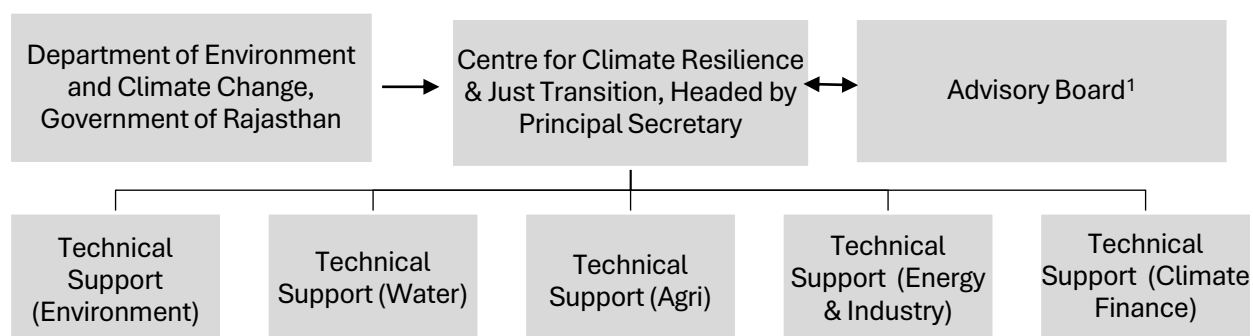 Department of Environment
and Climate Change,
Government of Rajasthan
Centre for Climate Resilience
& Just Transition, Headed by
Principal Secretary
Advisory Board¹
Technical
Support
(Environment)
Technical
Support (Water)
Technical
Support (Agri)
Technical
Support (Energy
& Industry)
Technical
Support (Climate
Finance)